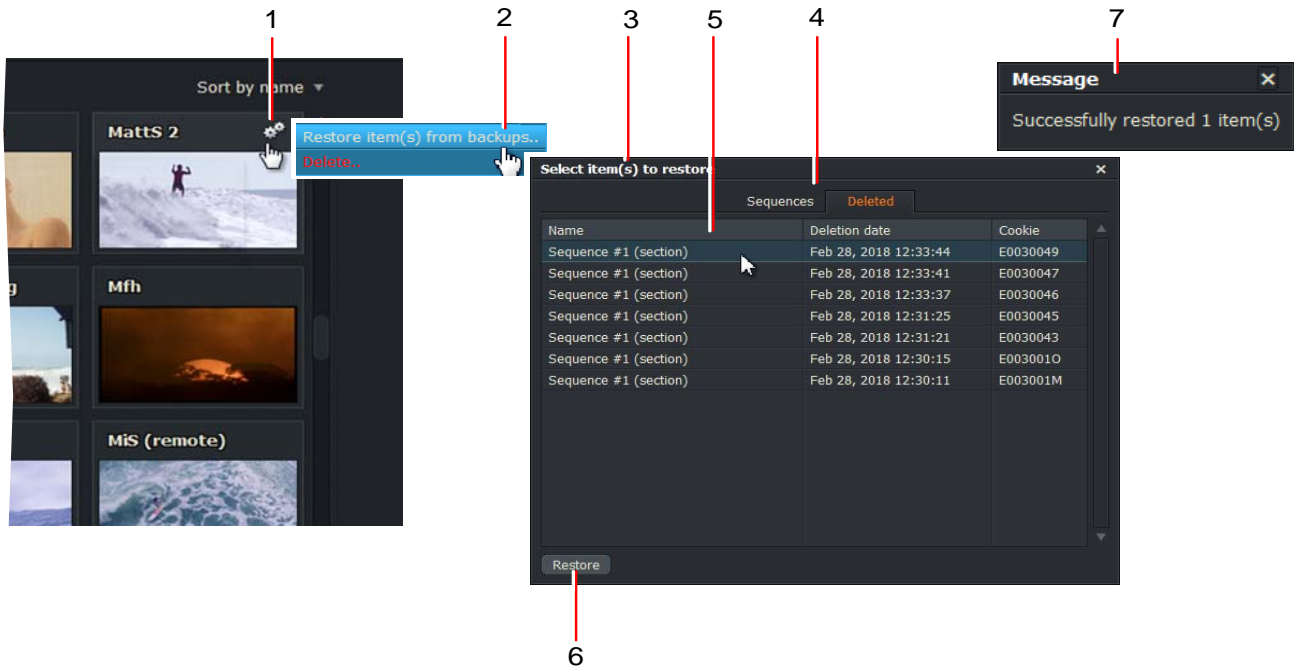 1
2
3
5
4
7
Sort by name
MattS 2
g
Mfh
MiS (remote)
Restore item(s) from backups..
Delete..
Select item(s) to restore
Sequences Deleted
Name Deletion date Cookie
Sequence #1 (section) Feb 28, 2018 12:33:44 E0030049
Sequence #1 (section) Feb 28, 2018 12:33:41 E0030047
Sequence #1 (section) Feb 28, 2018 12:33:37 E0030046
Sequence #1 (section) Feb 28, 2018 12:31:25 E0030045
Sequence #1 (section) Feb 28, 2018 12:31:21 E0030043
Sequence #1 (section) Feb 28, 2018 12:30:15 E003001O
Sequence #1 (section) Feb 28, 2018 12:30:11 E003001M
Restore
6
Message
Successfully restored 1 item(s)